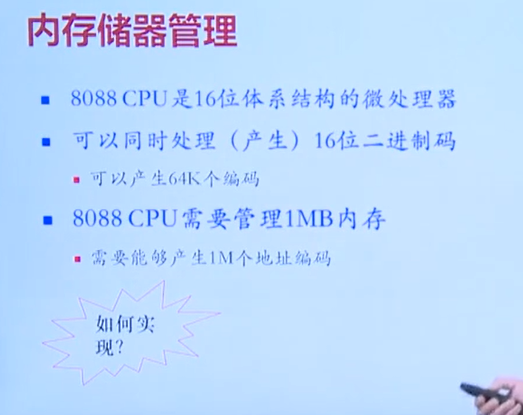 内存储器管理
8088 CPU是16位体系结构的微处理器
可以同时处理（产生）16位二进制码
可以产生64K个编码
8088 CPU需要管理1MB内存
需要能够产生1M个地址编码
如何实
现？